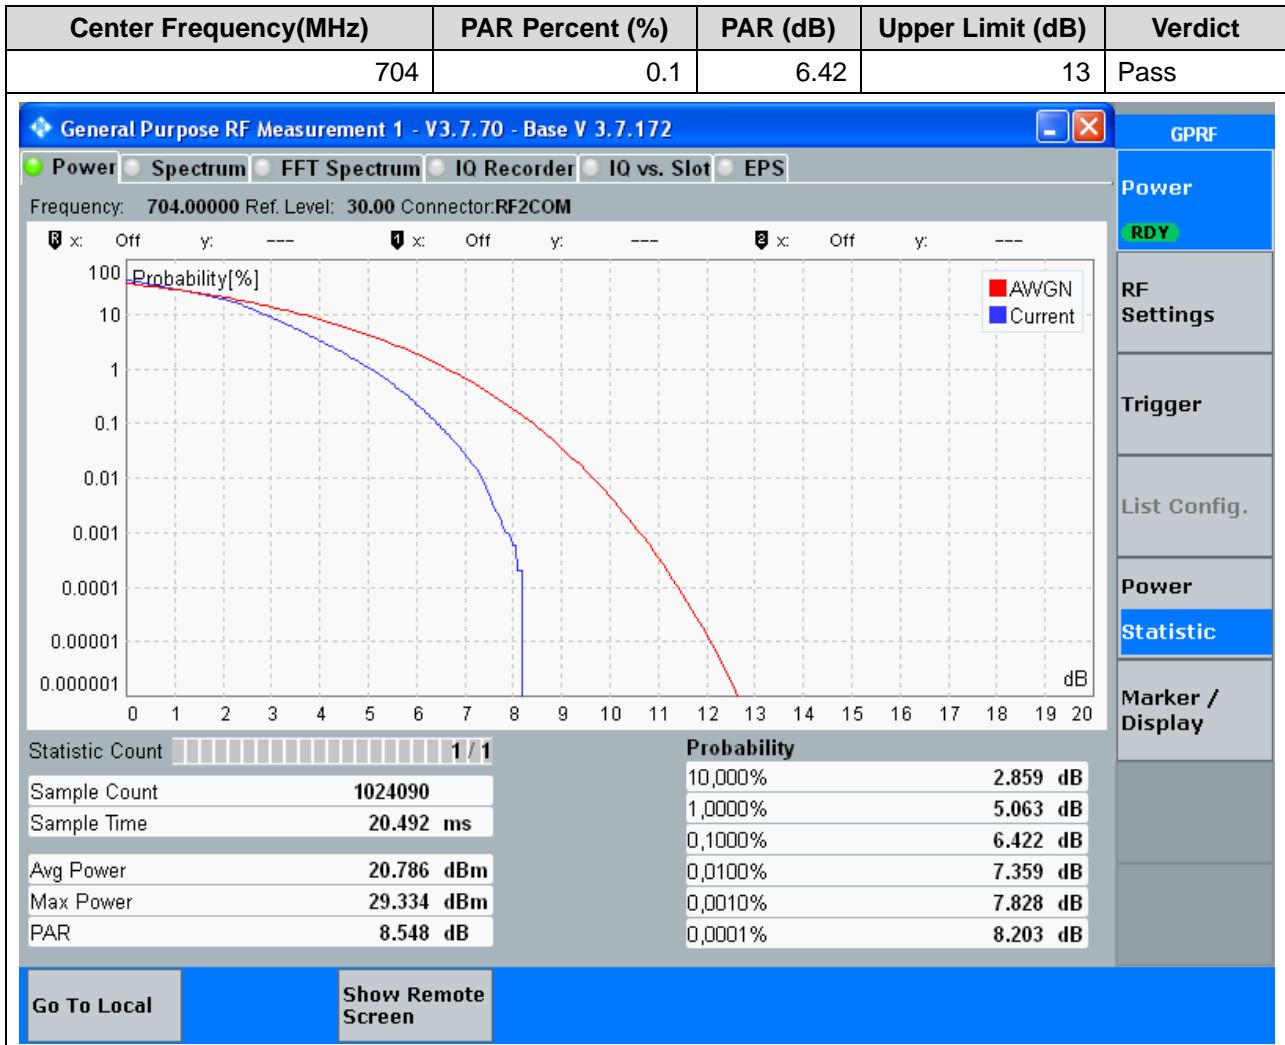 Center Frequency(MHz) PAR Percent (%) PAR (dB) Upper Limit (dB) Verdict
704 0.1 6.42 13 Pass
General Purpose RF Measurement 1 - V3.7.70 - Base V 3.7.172
GPRF
Power Spectrum FFT Spectrum IQ Recorder IQ vs. Slot EPS
Power
RDY
Frequency: 704.00000 Ref. Level: 30.00 Connector:RF2COM
R x: Off y: --- 1 x: Off y: --- 2 x: Off y: ---
Probability[%]
AWGN
Current
100
10
1
0.1
0.01
0.001
0.0001
0.00001
0.000001
dB
0 1 2 3 4 5 6 7 8 9 10 11 12 13 14 15 16 17 18 19 20
RF
Settings
Trigger
List Config.
Power
Statistic
Marker /
Display
Statistic Count 1 / 1
Sample Count 1024090
Sample Time 20.492 ms
Avg Power 20.786 dBm
Max Power 29.334 dBm
PAR 8.548 dB
Probability
10,000% 2.859 dB
1,0000% 5.063 dB
0,1000% 6.422 dB
0,0100% 7.359 dB
0,0010% 7.828 dB
0,0001% 8.203 dB
Go To Local
Show Remote
Screen